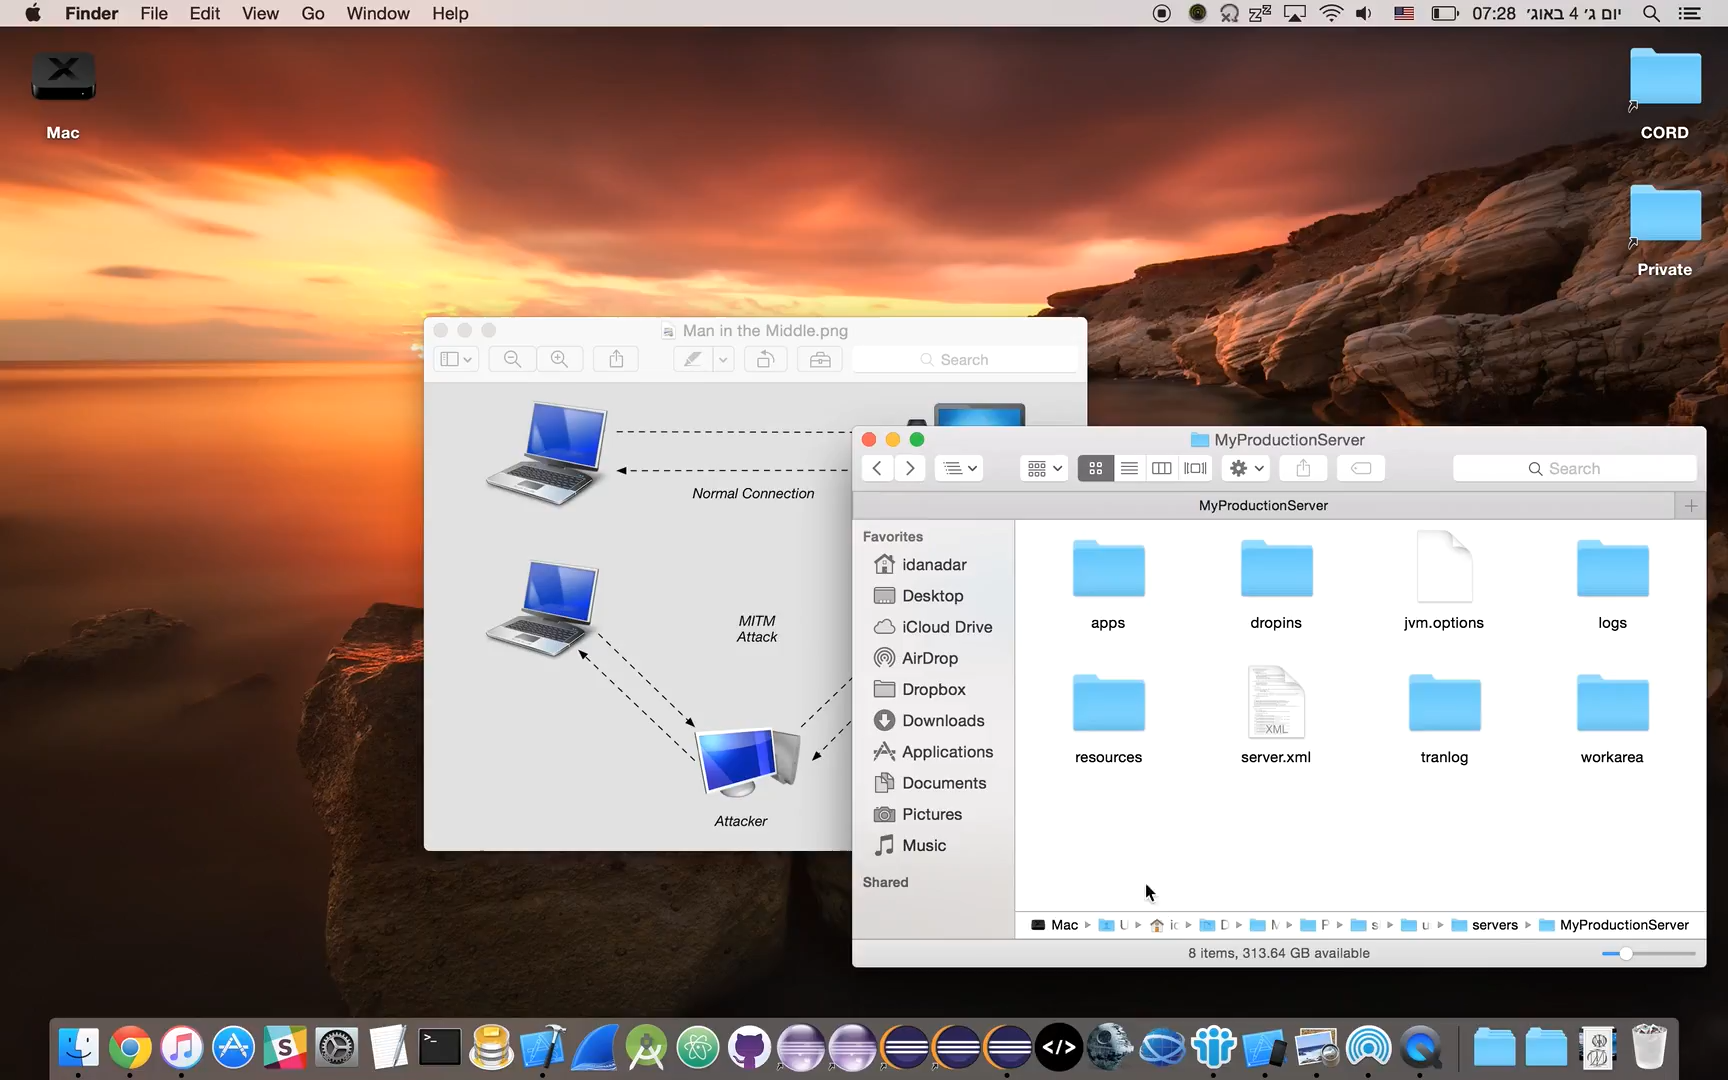 Finder File Edit View Go Window Help
07:28 יום ג׳ 4 באוג׳
Mac
CORD
Private
Man in the Middle.png
Search
Normal Connection
MITM
Attack
Attacker
MyProductionServer
Search
MyProductionServer
Favorites
idanadar
Desktop
iCloud Drive
AirDrop
Dropbox
Downloads
Applications
Documents
Pictures
Music
Shared
apps dropins jvm.options logs
XML
resources server.xml tranlog workarea
Mac U servers MyProductionServer
8 items, 313.64 GB available